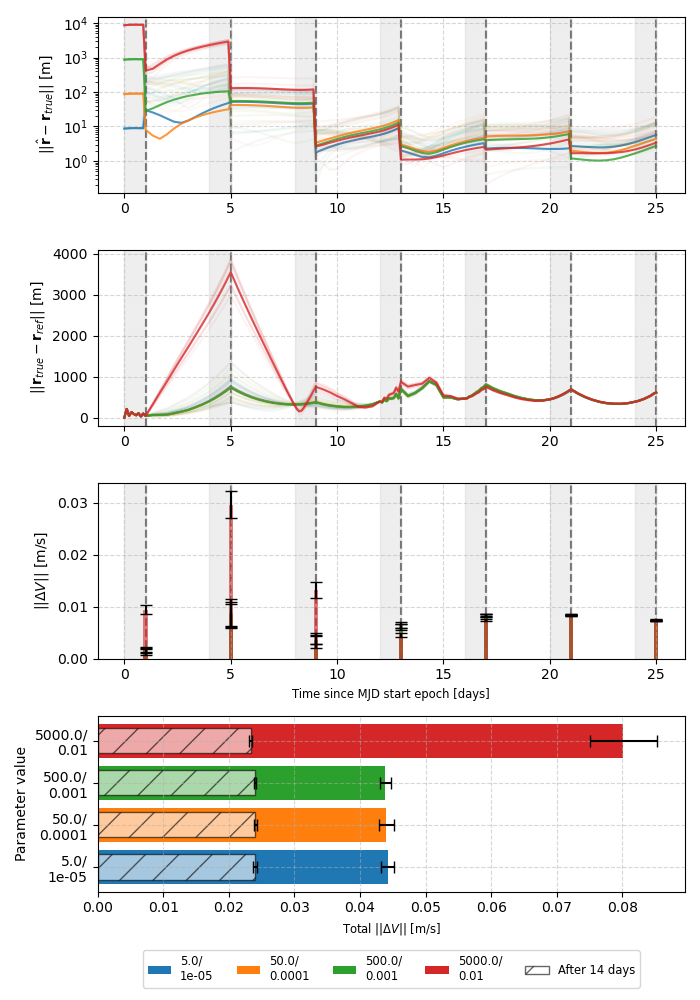 10⁴
10³
10²
10¹
10⁰
||r̂ − r_true|| [m]
0 5 10 15 20 25
4000
3000
2000
1000
0
||r_true − r_ref|| [m]
0 5 10 15 20 25
0.03
0.02
0.01
0.00
||ΔV|| [m/s]
0 5 10 15 20 25
Time since MJD start epoch [days]
Parameter value
5000.0/
0.01
500.0/
0.001
50.0/
0.0001
5.0/
1e-05
0.00 0.01 0.02 0.03 0.04 0.05 0.06 0.07 0.08
Total ||ΔV|| [m/s]
5.0/
1e-05
50.0/
0.0001
500.0/
0.001
5000.0/
0.01
After 14 days